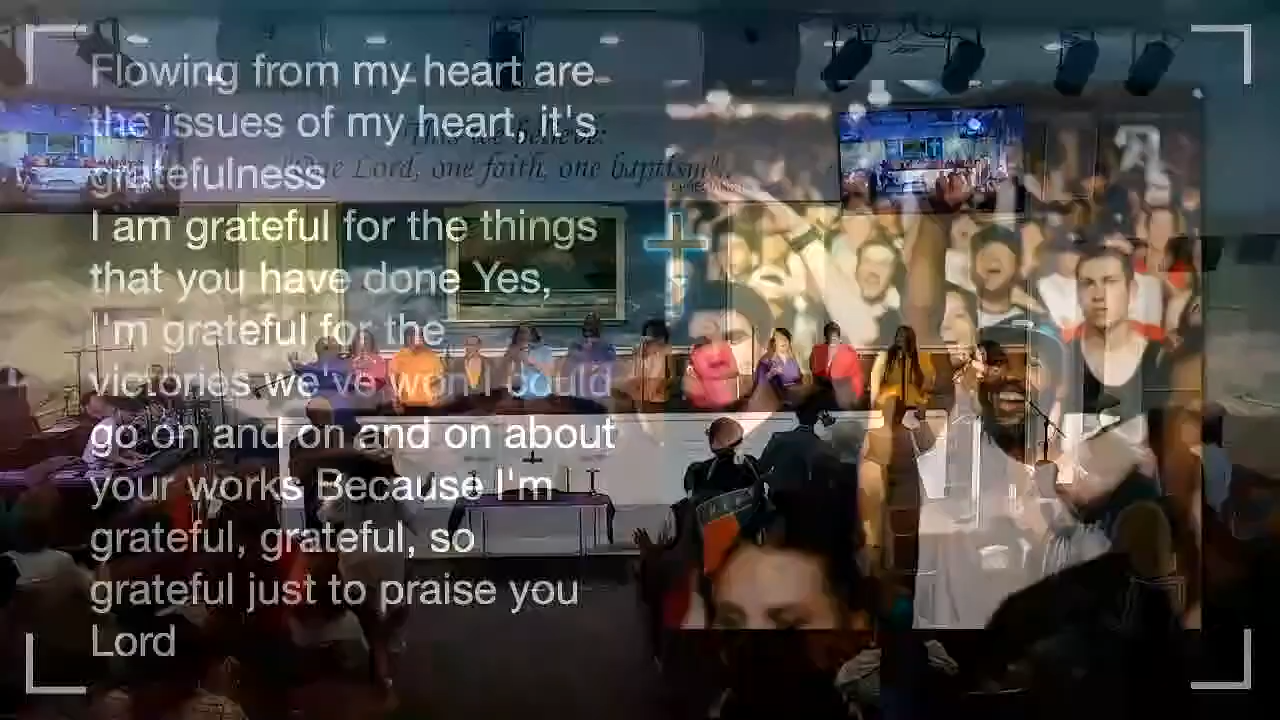 Flowing from my heart are
the issues of my heart, it's
gratefulness
I am grateful for the things
that you have done Yes,
I'm grateful for the
victories we've won I could
go on and on and on about
your works Because I'm
grateful, grateful, so
grateful just to praise you
Lord
This we believe:
Lord, one faith, one baptism".